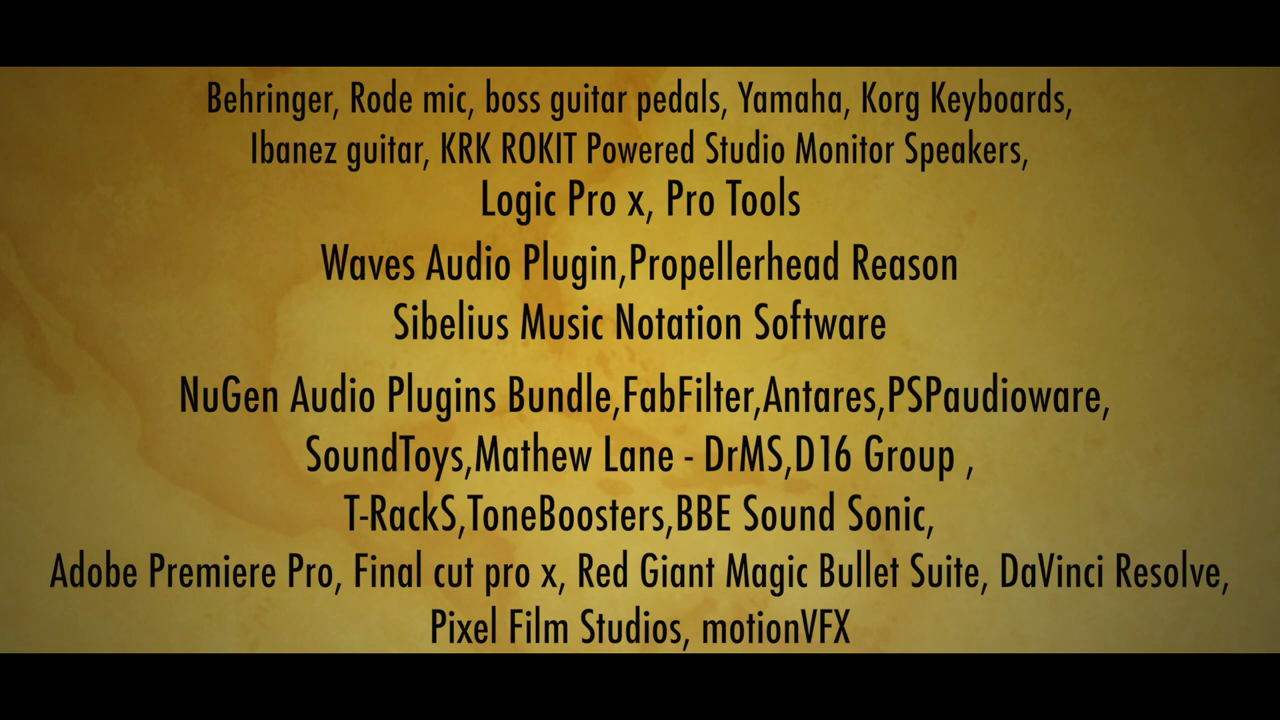 Behringer, Rode mic, boss guitar pedals, Yamaha, Korg Keyboards,
Ibanez guitar, KRK ROKIT Powered Studio Monitor Speakers,
Logic Pro x, Pro Tools
Waves Audio Plugin,Propellerhead Reason
Sibelius Music Notation Software
NuGen Audio Plugins Bundle,FabFilter,Antares,PSPaudioware,
SoundToys,Mathew Lane - DrMS,D16 Group ,
T-RackS,ToneBoosters,BBE Sound Sonic,
Adobe Premiere Pro, Final cut pro x, Red Giant Magic Bullet Suite, DaVinci Resolve,
Pixel Film Studios, motionVFX